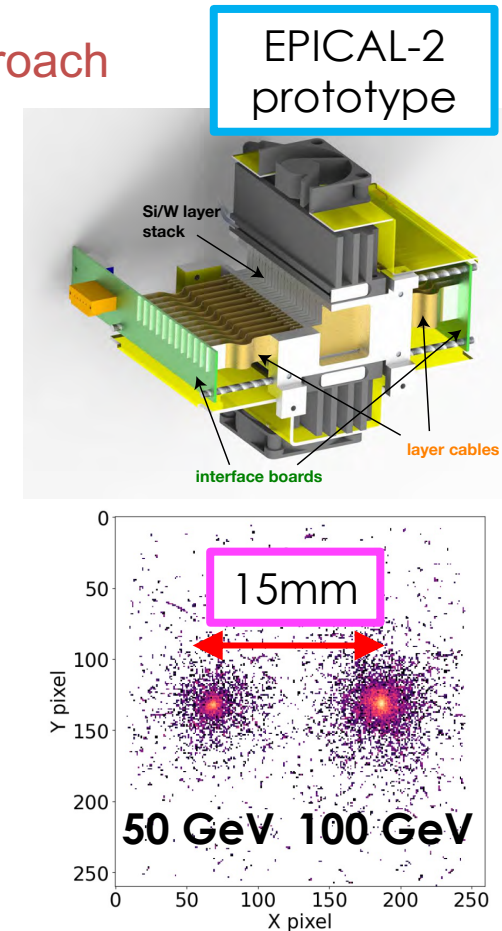 roach
EPICAL-2
prototype
Si/W layer
stack
layer cables
interface boards
0
15mm
50
100
150
200
250
Y pixel
50 GeV 100 GeV
0 50 100 150 200 250
X pixel